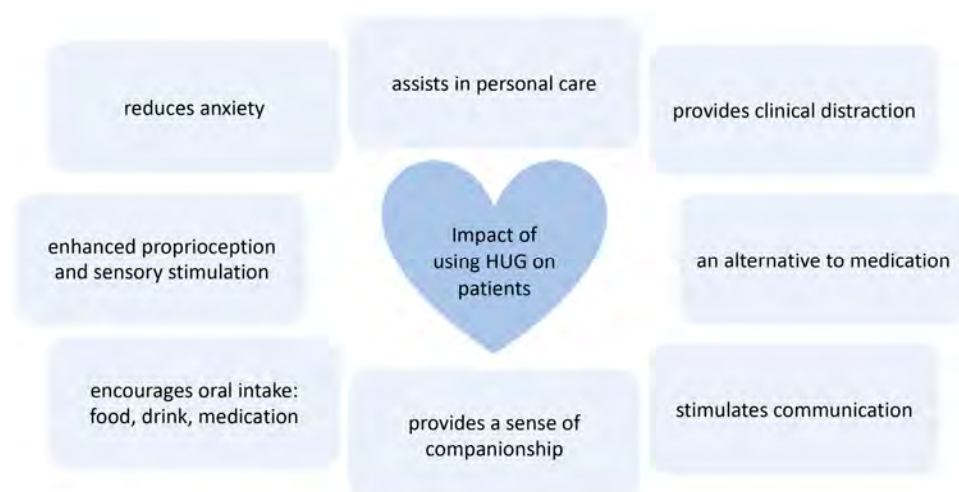 assists in personal care
reduces anxiety
provides clinical distraction
Impact of
using HUG on
patients
enhanced proprioception
and sensory stimulation
an alternative to medication
encourages oral intake:
food, drink, medication
provides a sense of
companionship
stimulates communication